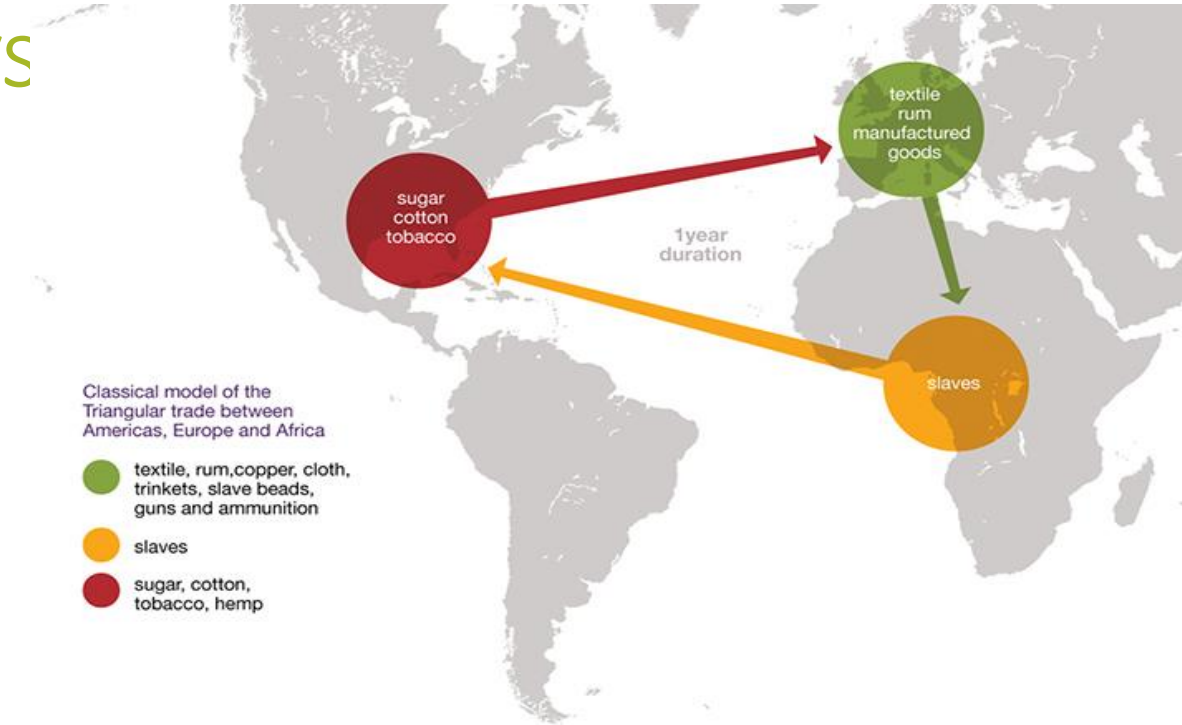 textile
rum
manufactured
goods
sugar
cotton
tobacco
1year
duration
slaves
Classical model of the
Triangular trade between
Americas, Europe and Africa
textile, rum,copper, cloth,
trinkets, slave beads,
guns and ammunition
slaves
sugar, cotton,
tobacco, hemp